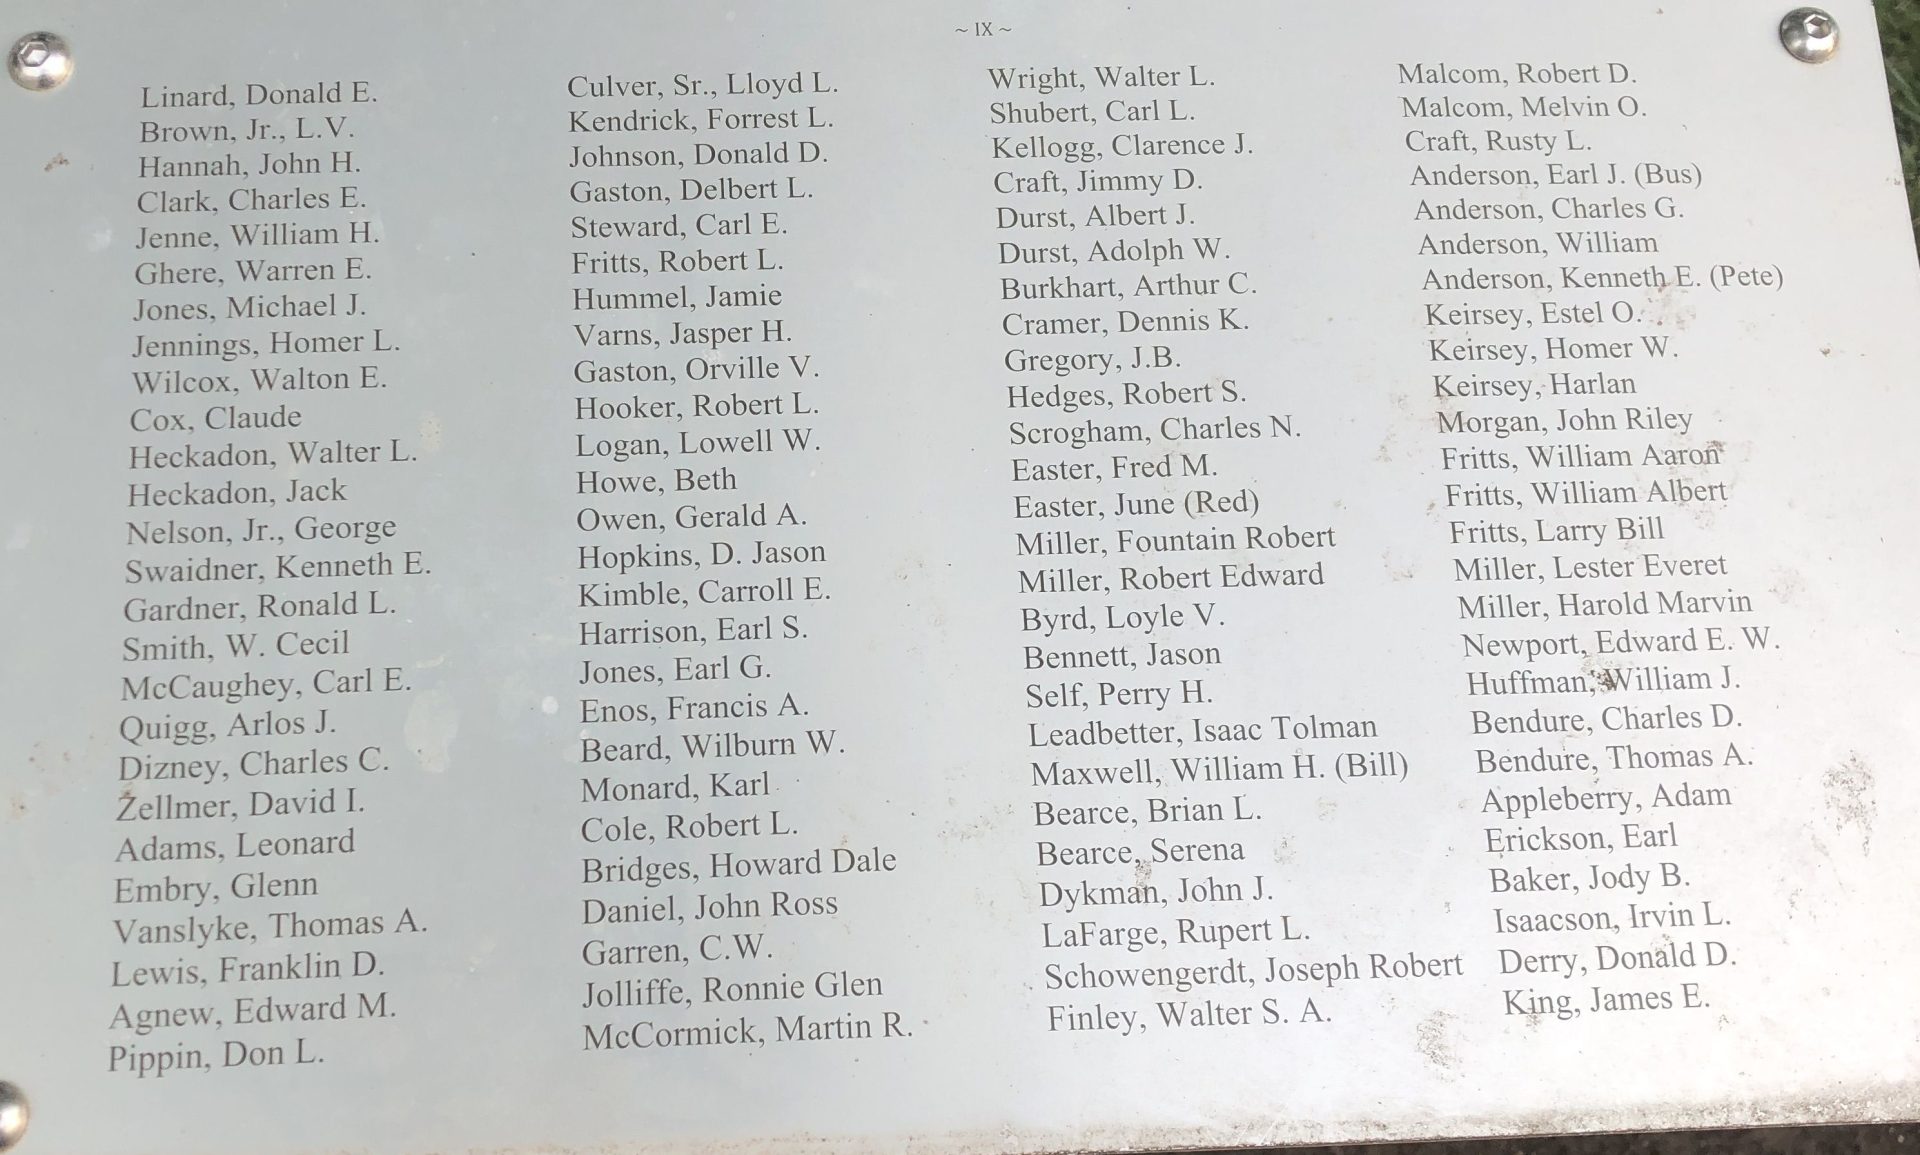 ~ IX ~
Linard, Donald E.
Brown, Jr., L.V.
Hannah, John H.
Clark, Charles E.
Jenne, William H.
Ghere, Warren E.
Jones, Michael J.
Jennings, Homer L.
Wilcox, Walton E.
Cox, Claude
Heckadon, Walter L.
Heckadon, Jack
Nelson, Jr., George
Swaidner, Kenneth E.
Gardner, Ronald L.
Smith, W. Cecil
McCaughey, Carl E.
Quigg, Arlos J.
Dizney, Charles C.
Zellmer, David I.
Adams, Leonard
Embry, Glenn
Vanslyke, Thomas A.
Lewis, Franklin D.
Agnew, Edward M.
Pippin, Don L.
Culver, Sr., Lloyd L.
Kendrick, Forrest L.
Johnson, Donald D.
Gaston, Delbert L.
Steward, Carl E.
Fritts, Robert L.
Hummel, Jamie
Varns, Jasper H.
Gaston, Orville V.
Hooker, Robert L.
Logan, Lowell W.
Howe, Beth
Owen, Gerald A.
Hopkins, D. Jason
Kimble, Carroll E.
Harrison, Earl S.
Jones, Earl G.
Enos, Francis A.
Beard, Wilburn W.
Monard, Karl
Cole, Robert L.
Bridges, Howard Dale
Daniel, John Ross
Garren, C.W.
Jolliffe, Ronnie Glen
McCormick, Martin R.
Wright, Walter L.
Shubert, Carl L.
Kellogg, Clarence J.
Craft, Jimmy D.
Durst, Albert J.
Durst, Adolph W.
Burkhart, Arthur C.
Cramer, Dennis K.
Gregory, J.B.
Hedges, Robert S.
Scrogham, Charles N.
Easter, Fred M.
Easter, June (Red)
Miller, Fountain Robert
Miller, Robert Edward
Byrd, Loyle V.
Bennett, Jason
Self, Perry H.
Leadbetter, Isaac Tolman
Maxwell, William H. (Bill)
Bearce, Brian L.
Bearce, Serena
Dykman, John J.
LaFarge, Rupert L.
Schowengerdt, Joseph Robert
Finley, Walter S. A.
Malcom, Robert D.
Malcom, Melvin O.
Craft, Rusty L.
Anderson, Earl J. (Bus)
Anderson, Charles G.
Anderson, William
Anderson, Kenneth E. (Pete)
Keirsey, Estel O.
Keirsey, Homer W.
Keirsey, Harlan
Morgan, John Riley
Fritts, William Aaron
Fritts, William Albert
Fritts, Larry Bill
Miller, Lester Everet
Miller, Harold Marvin
Newport, Edward E. W.
Huffman, William J.
Bendure, Charles D.
Bendure, Thomas A.
Appleberry, Adam
Erickson, Earl
Baker, Jody B.
Isaacson, Irvin L.
Derry, Donald D.
King, James E.